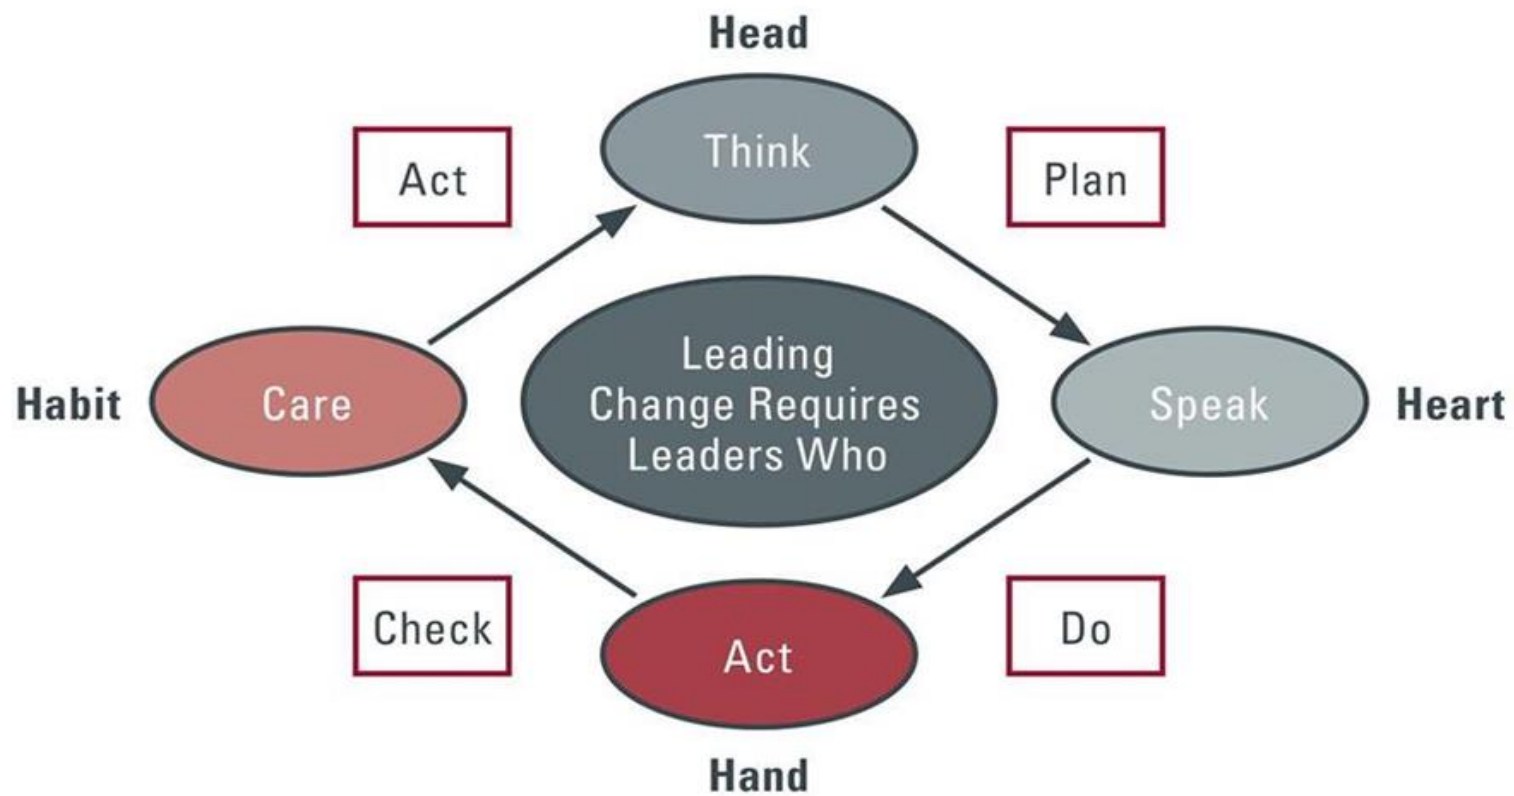 Head
Think
Act
Plan
Leading
Change Requires
Leaders Who
Habit
Care
Speak
Heart
Check
Do
Act
Hand